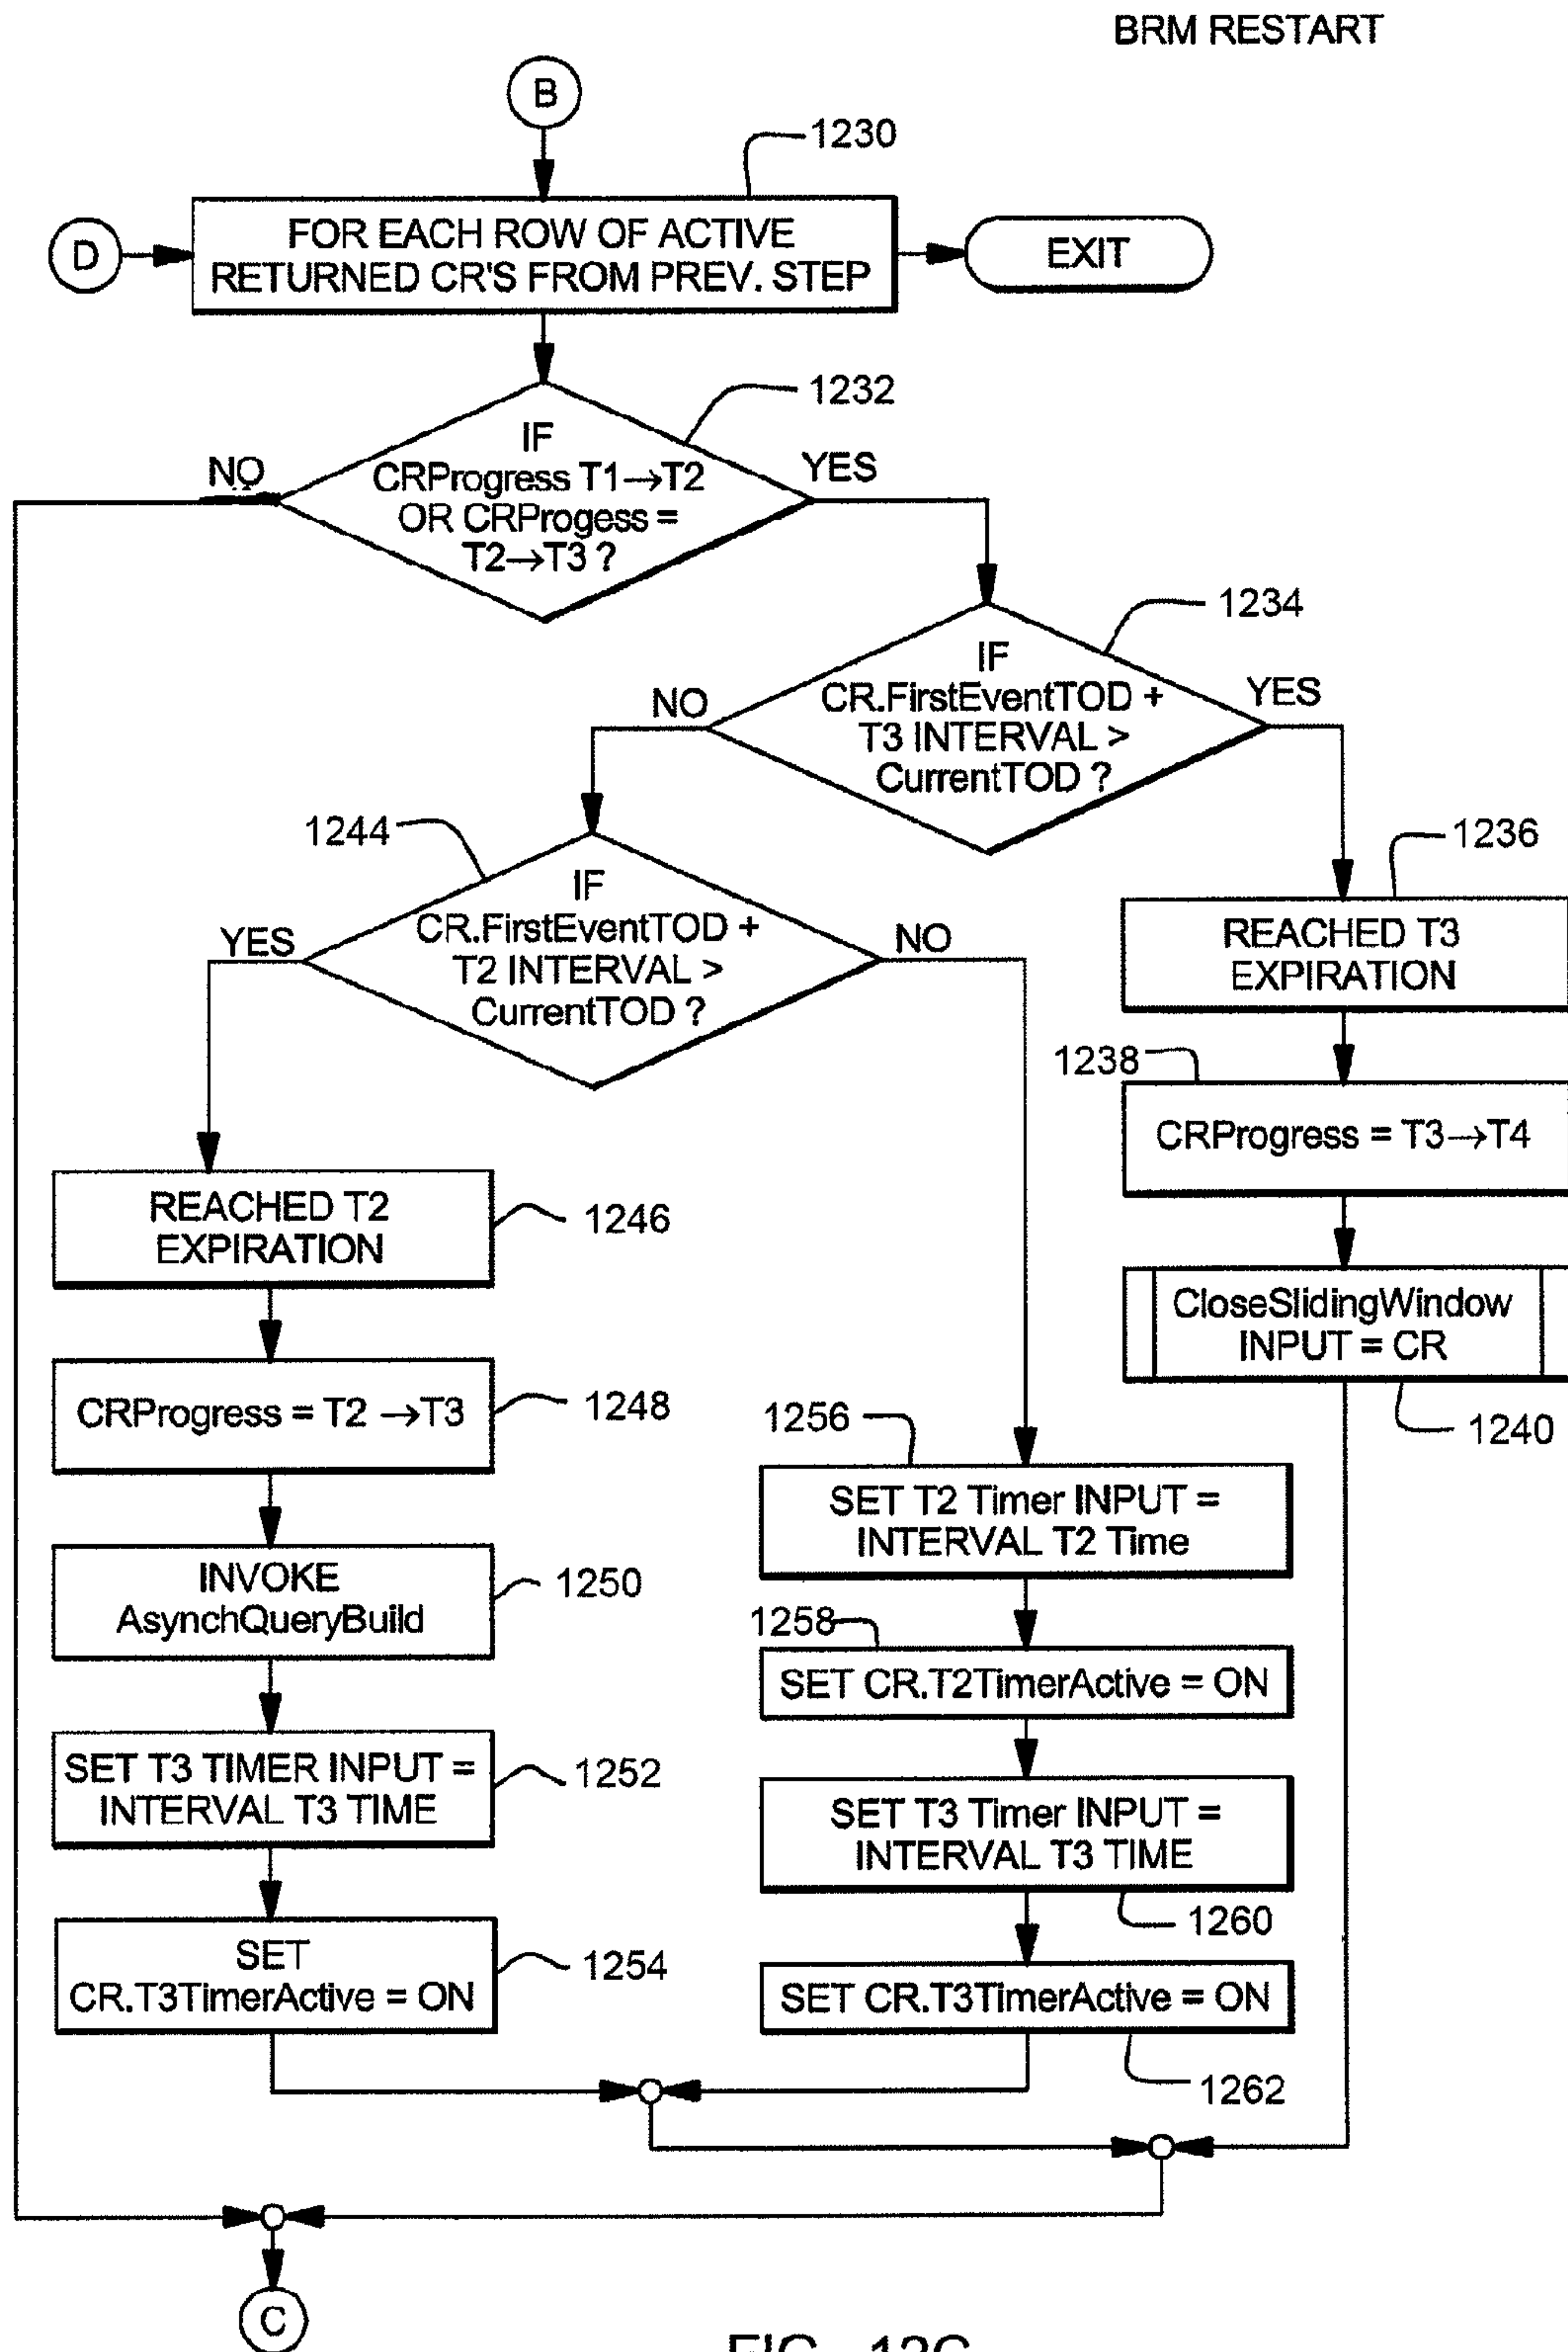 BRM RESTART
B
1230
D
FOR EACH ROW OF ACTIVE
RETURNED CR'S FROM PREV. STEP
EXIT
1232
IF
CRProgress T1→T2
OR CRProgess =
T2→T3 ?
NO
YES
1234
IF
CR.FirstEventTOD +
T3 INTERVAL >
CurrentTOD ?
NO
YES
1244
IF
CR.FirstEventTOD +
T2 INTERVAL >
CurrentTOD ?
YES
NO
1236
REACHED T3
EXPIRATION
1238
CRProgress = T3→T4
CloseSlidingWindow
INPUT = CR
1240
REACHED T2
EXPIRATION
1246
CRProgress = T2 →T3
1248
INVOKE
AsynchQueryBuild
1250
SET T3 TIMER INPUT =
INTERVAL T3 TIME
1252
SET
CR.T3TimerActive = ON
1254
1256
SET T2 Timer INPUT =
INTERVAL T2 Time
1258
SET CR.T2TimerActive = ON
SET T3 Timer INPUT =
INTERVAL T3 TIME
1260
SET CR.T3TimerActive = ON
1262
C
FIG. 12C